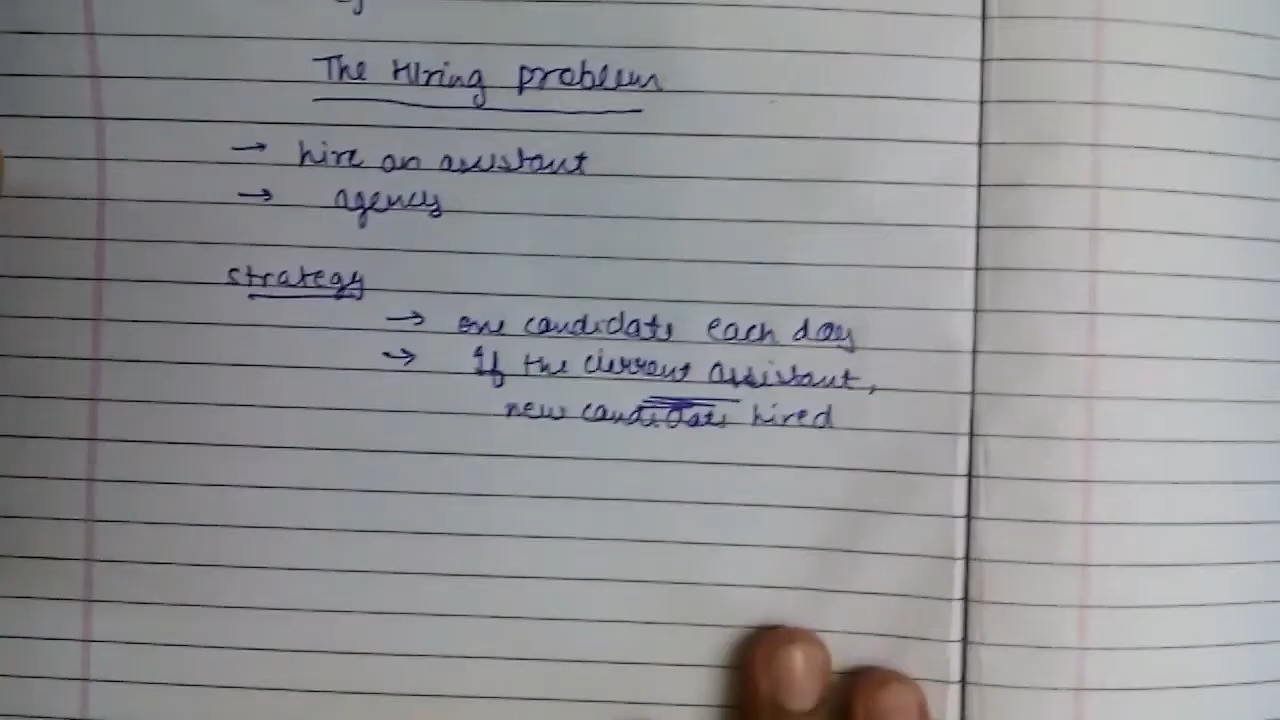 The Hiring problem
→ hire an assistant
→ agency
strategy
→ one candidate each day
→ If the current assistant,
new candidate hired